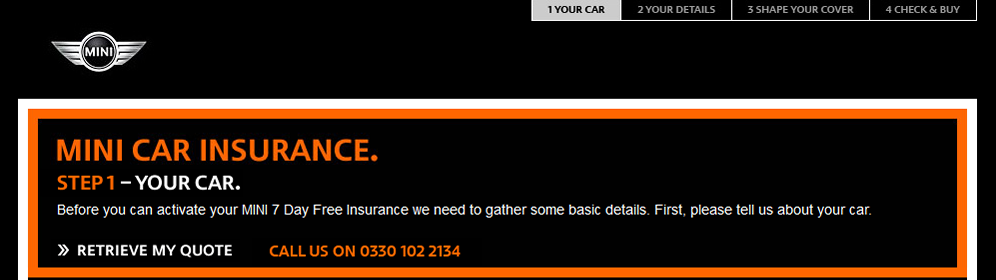 1 YOUR CAR 2 YOUR DETAILS 3 SHAPE YOUR COVER 4 CHECK & BUY
MINI
MINI CAR INSURANCE.
STEP 1 – YOUR CAR.
Before you can activate your MINI 7 Day Free Insurance we need to gather some basic details. First, please tell us about your car.
» RETRIEVE MY QUOTE CALL US ON 0330 102 2134